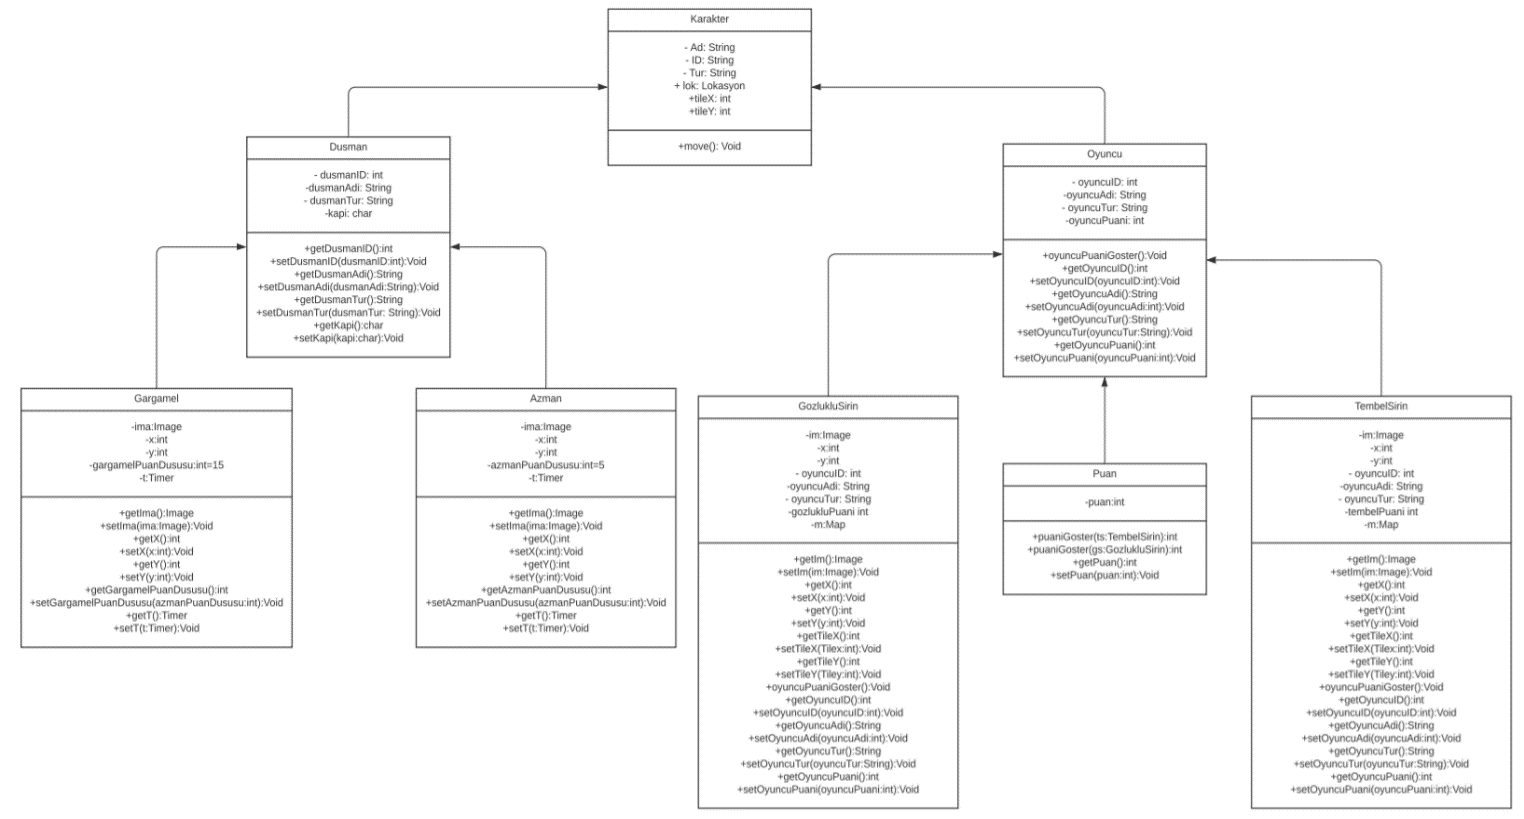 Karakter
- Ad: String
- ID: String
- Tur: String
+ lok: Lokasyon
+tileX: int
+tileY: int
+move(): Void
Dusman
- dusmanID: int
-dusmanAdi: String
- dusmanTur: String
-kapi: char
+getDusmanID():int
+setDusmanID(dusmanID:int):Void
+getDusmanAdi():String
+setDusmanAdi(dusmanAdi:String):Void
+getDusmanTur():String
+setDusmanTur(dusmanTur: String):Void
+getKapi():char
+setKapi(kapi:char):Void
Oyuncu
- oyuncuID: int
-oyuncuAdi: String
- oyuncuTur: String
-oyuncuPuani: int
+oyuncuPuaniGoster():Void
+getOyuncuID():int
+setOyuncuID(oyuncuID:int):Void
+getOyuncuAdi():String
+setOyuncuAdi(oyuncuAdi:int):Void
+getOyuncuTur():String
+setOyuncuTur(oyuncuTur:String):Void
+getOyuncuPuani():int
+setOyuncuPuani(oyuncuPuani:int):Void
Gargamel
-ima:Image
-x:int
-y:int
-gargamelPuanDususu:int=15
-t:Timer
+getIma():Image
+setIma(ima:Image):Void
+getX():int
+setX(x:int):Void
+getY():int
+setY(y:int):Void
+getGargamelPuanDususu():int
+setGargamelPuanDususu(azmanPuanDususu:int):Void
+getT():Timer
+setT(t:Timer):Void
Azman
-ima:Image
-x:int
-y:int
-azmanPuanDususu:int=5
-t:Timer
+getIma():Image
+setIma(ima:Image):Void
+getX():int
+setX(x:int):Void
+getY():int
+setY(y:int):Void
+getAzmanPuanDususu():int
+setAzmanPuanDususu(azmanPuanDususu:int):Void
+getT():Timer
+setT(t:Timer):Void
GozlukluSirin
-im:Image
-x:int
-y:int
- oyuncuID: int
-oyuncuAdi: String
- oyuncuTur: String
-gozlukluPuani int
-m:Map
+getIm():Image
+setIm(im:Image):Void
+getX():int
+setX(x:int):Void
+getY():int
+setY(y:int):Void
+getTileX():int
+setTileX(Tilex:int):Void
+getTileY():int
+setTileY(Tiley:int):Void
+oyuncuPuaniGoster():Void
+getOyuncuID():int
+setOyuncuID(oyuncuID:int):Void
+getOyuncuAdi():String
+setOyuncuAdi(oyuncuAdi:int):Void
+getOyuncuTur():String
+setOyuncuTur(oyuncuTur:String):Void
+getOyuncuPuani():int
+setOyuncuPuani(oyuncuPuani:int):Void
Puan
-puan:int
+puaniGoster(ts:TembelSirin):int
+puaniGoster(gs:GozlukluSirin):int
+getPuan():int
+setPuan(puan:int):Void
TembelSirin
-im:Image
-x:int
-y:int
- oyuncuID: int
-oyuncuAdi: String
- oyuncuTur: String
-tembelPuani int
-m:Map
+getIm():Image
+setIm(im:Image):Void
+getX():int
+setX(x:int):Void
+getY():int
+setY(y:int):Void
+getTileX():int
+setTileX(Tilex:int):Void
+getTileY():int
+setTileY(Tiley:int):Void
+oyuncuPuaniGoster():Void
+getOyuncuID():int
+setOyuncuID(oyuncuID:int):Void
+getOyuncuAdi():String
+setOyuncuAdi(oyuncuAdi:int):Void
+getOyuncuTur():String
+setOyuncuTur(oyuncuTur:String):Void
+getOyuncuPuani():int
+setOyuncuPuani(oyuncuPuani:int):Void